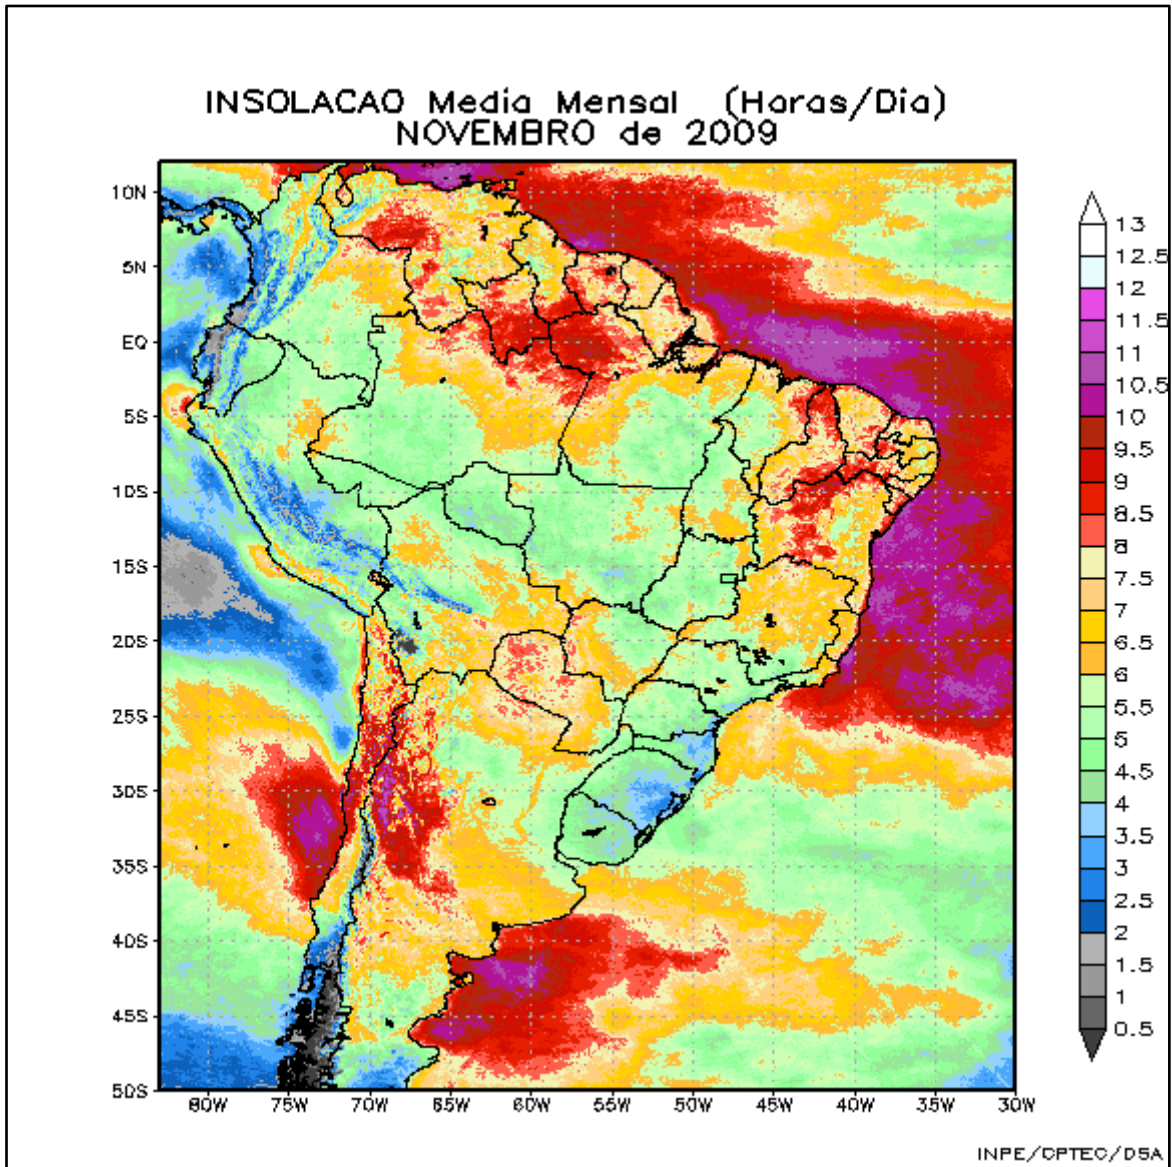 INSOLACAO Media Mensal (Horas/Dia)
NOVEMBRO de 2009
10N
5N
EQ
5S
10S
15S
20S
25S
30S
35S
40S
45S
50S
80W 75W 70W 65W 60W 55W 50W 45W 40W 35W 30W
13
12.5
12
11.5
11
10.5
10
9.5
9
8.5
8
7.5
7
6.5
6
5.5
5
4.5
4
3.5
3
2.5
2
1.5
1
0.5
INPE/CPTEC/DSA